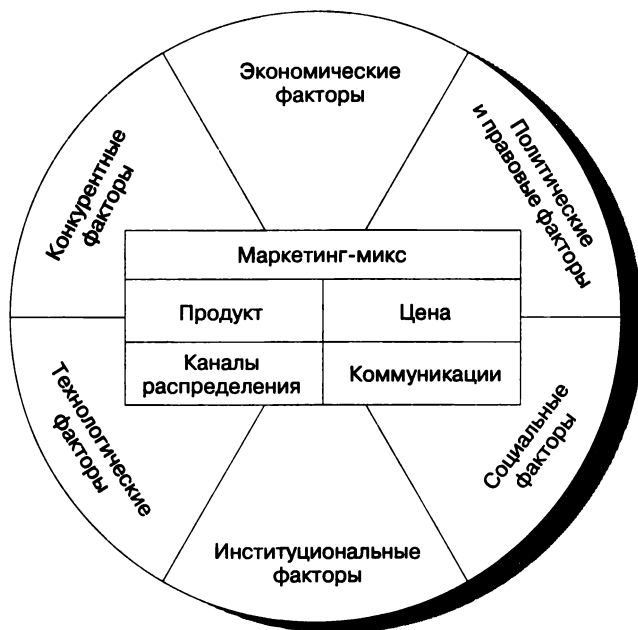 Экономические
факторы
Политические
и правовые факторы
Конкурентные
факторы
Маркетинг-микс
Продукт
Цена
Каналы
распределения
Коммуникации
Технологические
факторы
Социальные
факторы
Институциональные
факторы